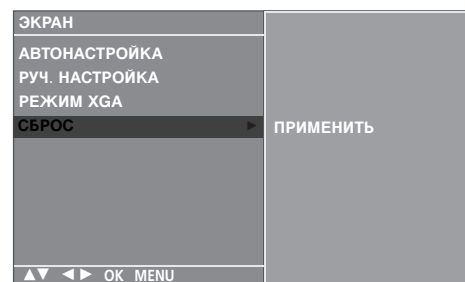 ЭКРАН
АВТОНАСТРОЙКА
РУЧ. НАСТРОЙКА
РЕЖИМ XGA
СБРОС ►
ПРИМЕНИТЬ
▲▼ ◄► OK MENU